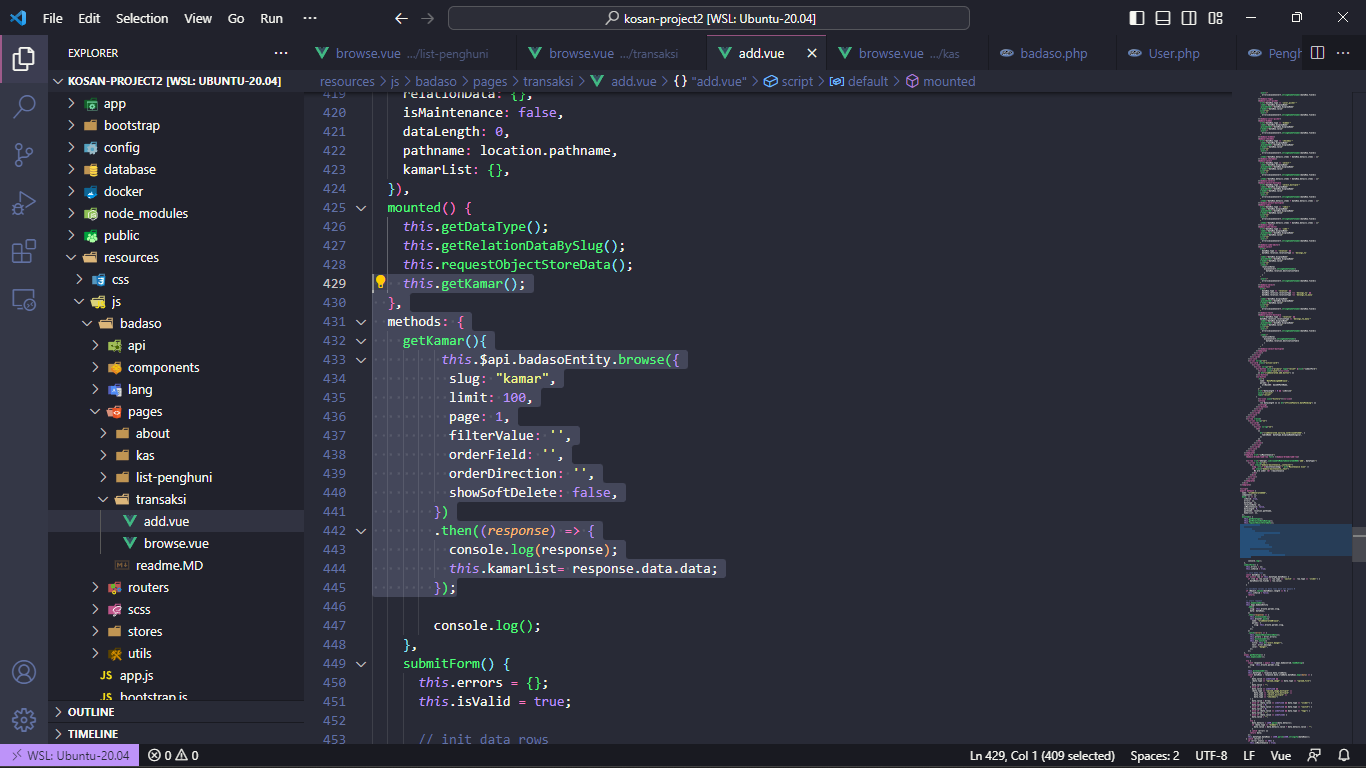 File Edit Selection View Go Run ··· kosan-project2 [WSL: Ubuntu-20.04]
EXPLORER ···
browse.vue .../list-penghuni browse.vue .../transaksi add.vue browse.vue .../kas badaso.php User.php Pengh ···
KOSAN-PROJECT2 [WSL: UBUNTU-20.04]
resources > js > badaso > pages > transaksi > add.vue > {} "add.vue" > script > default > mounted
app
bootstrap
config
database
docker
node_modules
public
resources
css
js
badaso
api
components
lang
pages
about
kas
list-penghuni
transaksi
add.vue
browse.vue
readme.MD
routers
scss
stores
utils
JS app.js
JS bootstrap.js
OUTLINE
TIMELINE
419 relationData: {},
420 isMaintenance: false,
421 dataLength: 0,
422 pathname: location.pathname,
423 kamarList: {},
424 }),
425 mounted() {
426 this.getDataType();
427 this.getRelationDataBySlug();
428 this.requestObjectStoreData();
429 this.getKamar();
430 },
431 methods: {
432 getKamar(){
433 this.$api.badasoEntity.browse({
434 slug: "kamar",
435 limit: 100,
436 page: 1,
437 filterValue: '',
438 orderField: '',
439 orderDirection: '',
440 showSoftDelete: false,
441 })
442 .then((response) => {
443 console.log(response);
444 this.kamarList= response.data.data;
445 });
446
447 console.log();
448 },
449 submitForm() {
450 this.errors = {};
451 this.isValid = true;
452
453 // init data rows
WSL: Ubuntu-20.04 0 0 Ln 429, Col 1 (409 selected) Spaces: 2 UTF-8 LF Vue